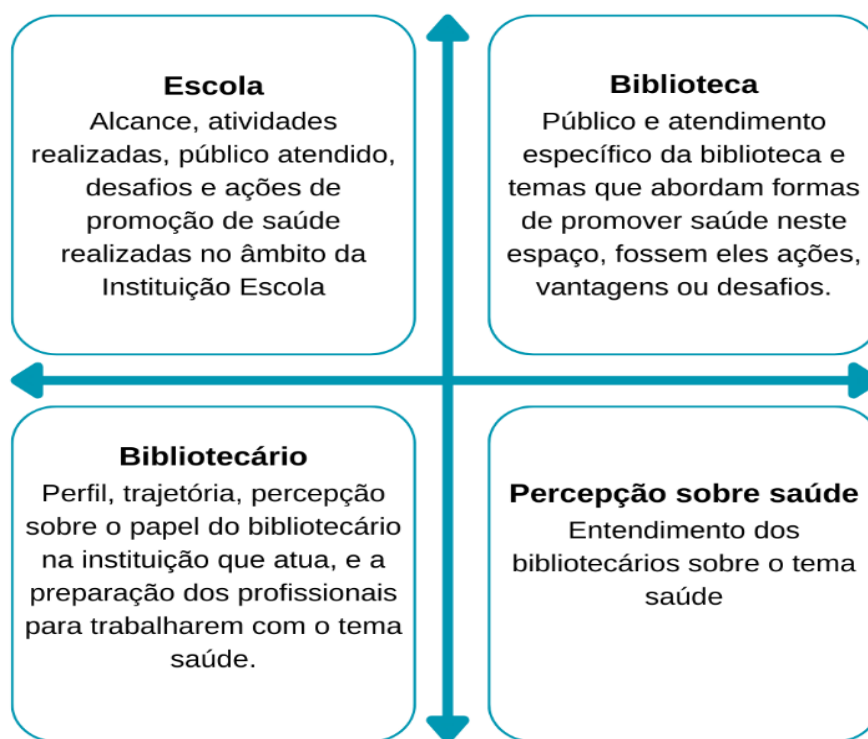 Escola
Alcance, atividades
realizadas, público atendido,
desafios e ações de
promoção de saúde
realizadas no âmbito da
Instituição Escola
Biblioteca
Público e atendimento
específico da biblioteca e
temas que abordam formas
de promover saúde neste
espaço, fossem eles ações,
vantagens ou desafios.
Bibliotecário
Perfil, trajetória, percepção
sobre o papel do bibliotecário
na instituição que atua, e a
preparação dos profissionais
para trabalharem com o tema
saúde.
Percepção sobre saúde
Entendimento dos
bibliotecários sobre o tema
saúde